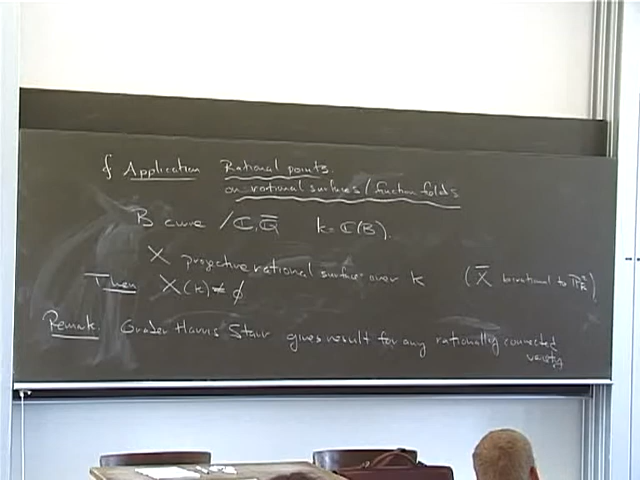 § Application Rational points
on rational surfaces / function folds
B curve / ℂ, ℚ̄ k = ℂ(B).
X projective rational surface over k (X̄ birational to ℙ²k̄)
Then X(k) ≠ ∅
Remark. Graber Harris Starr gives result for any rationally connected
variety